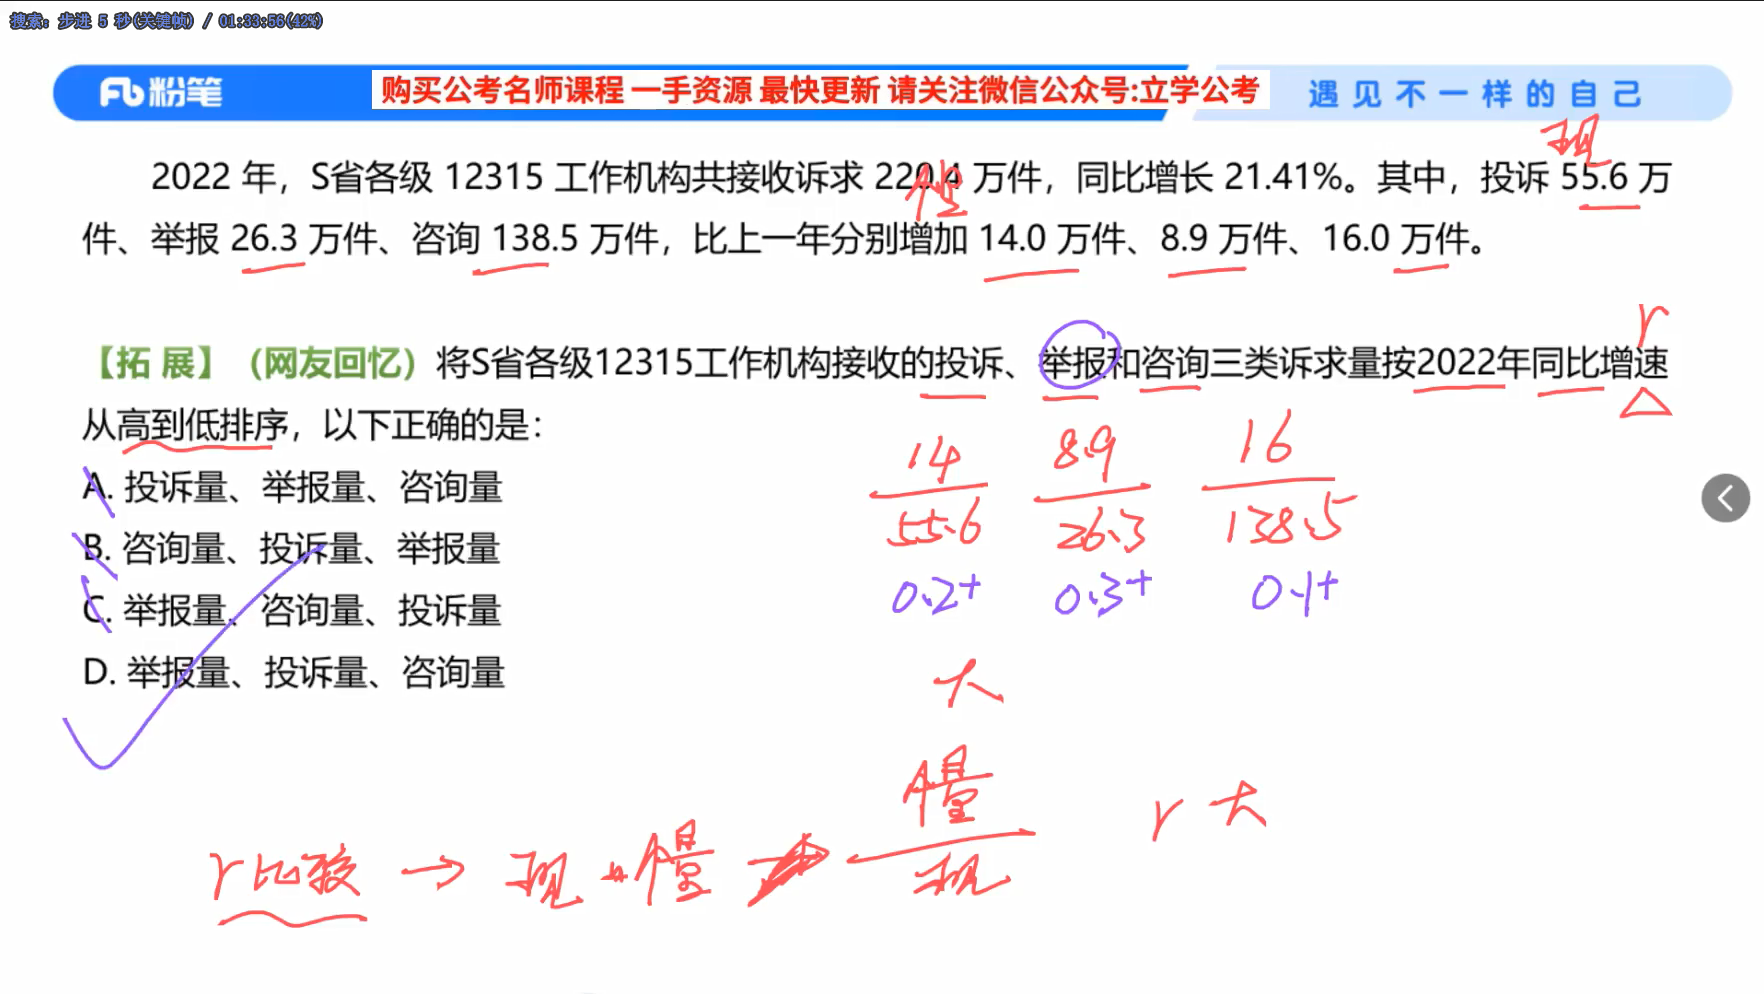 搜索: 步进 5 秒(关键帧) / 01:33:56(42%)
粉笔
购买公考名师课程 一手资源 最快更新 请关注微信公众号:立学公考
遇见不一样的自己
现
2022 年，S省各级 12315 工作机构共接收诉求 220.4 万件，同比增长 21.41%。其中，投诉 55.6 万
增量
件、举报 26.3 万件、咨询 138.5 万件，比上一年分别增加 14.0 万件、8.9 万件、16.0 万件。
r
【拓 展】（网友回忆）将S省各级12315工作机构接收的投诉、举报和咨询三类诉求量按2022年同比增速
从高到低排序，以下正确的是：
A. 投诉量、举报量、咨询量
B. 咨询量、投诉量、举报量
C. 举报量、咨询量、投诉量
D. 举报量、投诉量、咨询量
14 8.9 16
55.6 26.3 138.5
0.2+ 0.3+ 0.1+
大
量
r 大
r比较 → 现 量
现